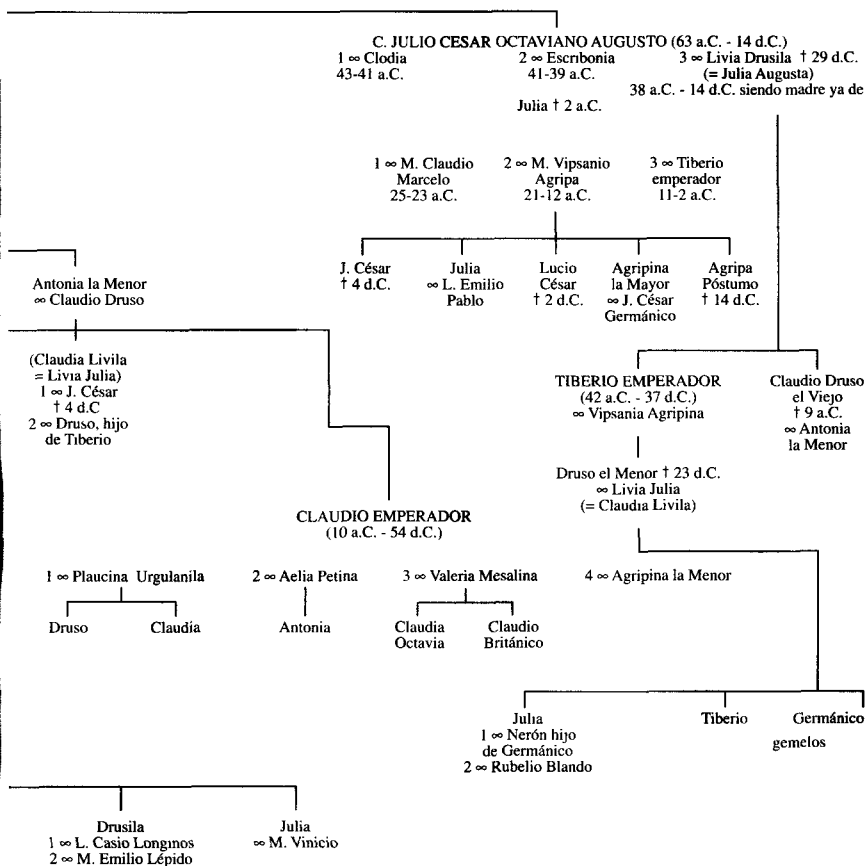 C. JULIO CESAR OCTAVIANO AUGUSTO (63 a.C. - 14 d.C.)
1 ∞ Clodia
43-41 a.C.
2 ∞ Escribonia
41-39 a.C.
Julia † 2 a.C.
3 ∞ Livia Drusila † 29 d.C.
(= Julia Augusta)
38 a.C. - 14 d.C. siendo madre ya de
1 ∞ M. Claudio
Marcelo
25-23 a.C.
2 ∞ M. Vipsanio
Agripa
21-12 a.C.
3 ∞ Tiberio
emperador
11-2 a.C.
J. César
† 4 d.C.
Julia
∞ L. Emilio
Pablo
Lucio
César
† 2 d.C.
Agripina
la Mayor
∞ J. César
Germánico
Agripa
Póstumo
† 14 d.C.
Antonia la Menor
∞ Claudio Druso
(Claudia Livila
= Livia Julia)
1 ∞ J. César
† 4 d.C
2 ∞ Druso, hijo
de Tiberio
TIBERIO EMPERADOR
(42 a.C. - 37 d.C.)
∞ Vipsania Agripina
Claudio Druso
el Viejo
† 9 a.C.
∞ Antonia
la Menor
Druso el Menor † 23 d.C.
∞ Livia Julia
(= Claudia Livila)
CLAUDIO EMPERADOR
(10 a.C. - 54 d.C.)
1 ∞ Plaucina Urgulanila
2 ∞ Aelia Petina
3 ∞ Valeria Mesalina
4 ∞ Agripina la Menor
Druso
Claudia
Antonia
Claudia
Octavia
Claudio
Británico
Julia
1 ∞ Nerón hijo
de Germánico
2 ∞ Rubelio Blando
Tiberio
Germánico
gemelos
Drusila
1 ∞ L. Casio Longinos
2 ∞ M. Emilio Lépido
Julia
∞ M. Vinicio